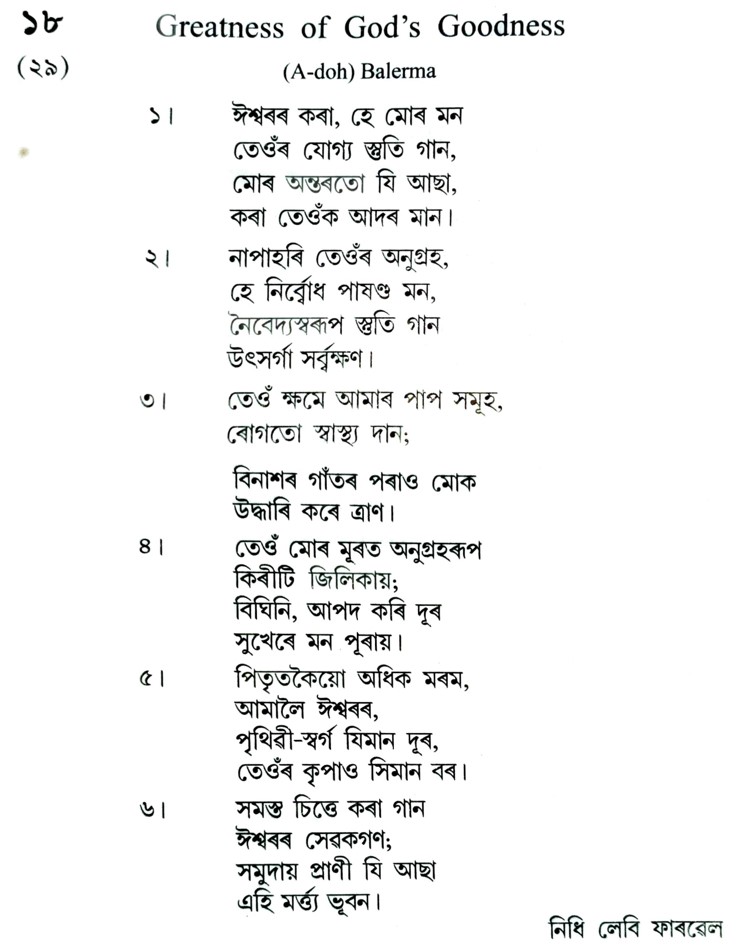 ১৮ Greatness of God's Goodness
(২৯) (A-doh) Balerma
১। ঈশ্বৰৰ কৰা, হে মোৰ মন
তেওঁৰ যোগ্য স্তুতি গান,
মোৰ অন্তৰতো যি আছা,
কৰা তেওঁক আদৰ মান।
২। নাপাহৰি তেওঁৰ অনুগ্ৰহ,
হে নিৰ্ব্বোধ পাষণ্ড মন,
নৈবেদ্যস্বৰূপ স্তুতি গান
উৎসৰ্গা সৰ্ব্বক্ষণ।
৩। তেওঁ ক্ষমে আমাৰ পাপ সমূহ,
ৰোগতো স্বাস্থ্য দান;
বিনাশৰ গাঁতৰ পৰাও মোক
উদ্ধাৰি কৰে ত্ৰাণ।
৪। তেওঁ মোৰ মূৰত অনুগ্ৰহৰূপ
কিৰীটি জিলিকায়;
বিঘিনি, আপদ কৰি দূৰ
সুখেৰে মন পূৰায়।
৫। পিতৃতকৈয়ো অধিক মৰম,
আমালৈ ঈশ্বৰৰ,
পৃথিৱী-স্বৰ্গ যিমান দূৰ,
তেওঁৰ কৃপাও সিমান বৰ।
৬। সমস্ত চিত্তে কৰা গান
ঈশ্বৰৰ সেৱকগণ;
সমুদায় প্ৰাণী যি আছা
এহি মৰ্ত্ত্য ভূবন।
নিধি লেবি ফাৰৱেল